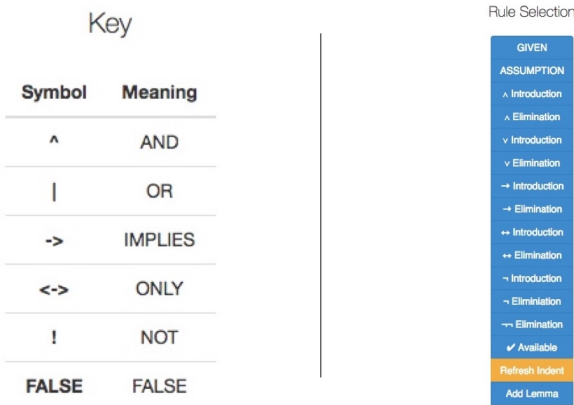 Key
Symbol Meaning
^ AND
| OR
-> IMPLIES
<-> ONLY
! NOT
FALSE FALSE
Rule Selection
GIVEN
ASSUMPTION
∧ Introduction
∧ Elimination
∨ Introduction
∨ Elimination
→ Introduction
→ Elimination
↔ Introduction
↔ Elimination
¬ Introduction
¬ Eliminiation
¬¬ Elimination
✔ Available
Refresh Indent
Add Lemma